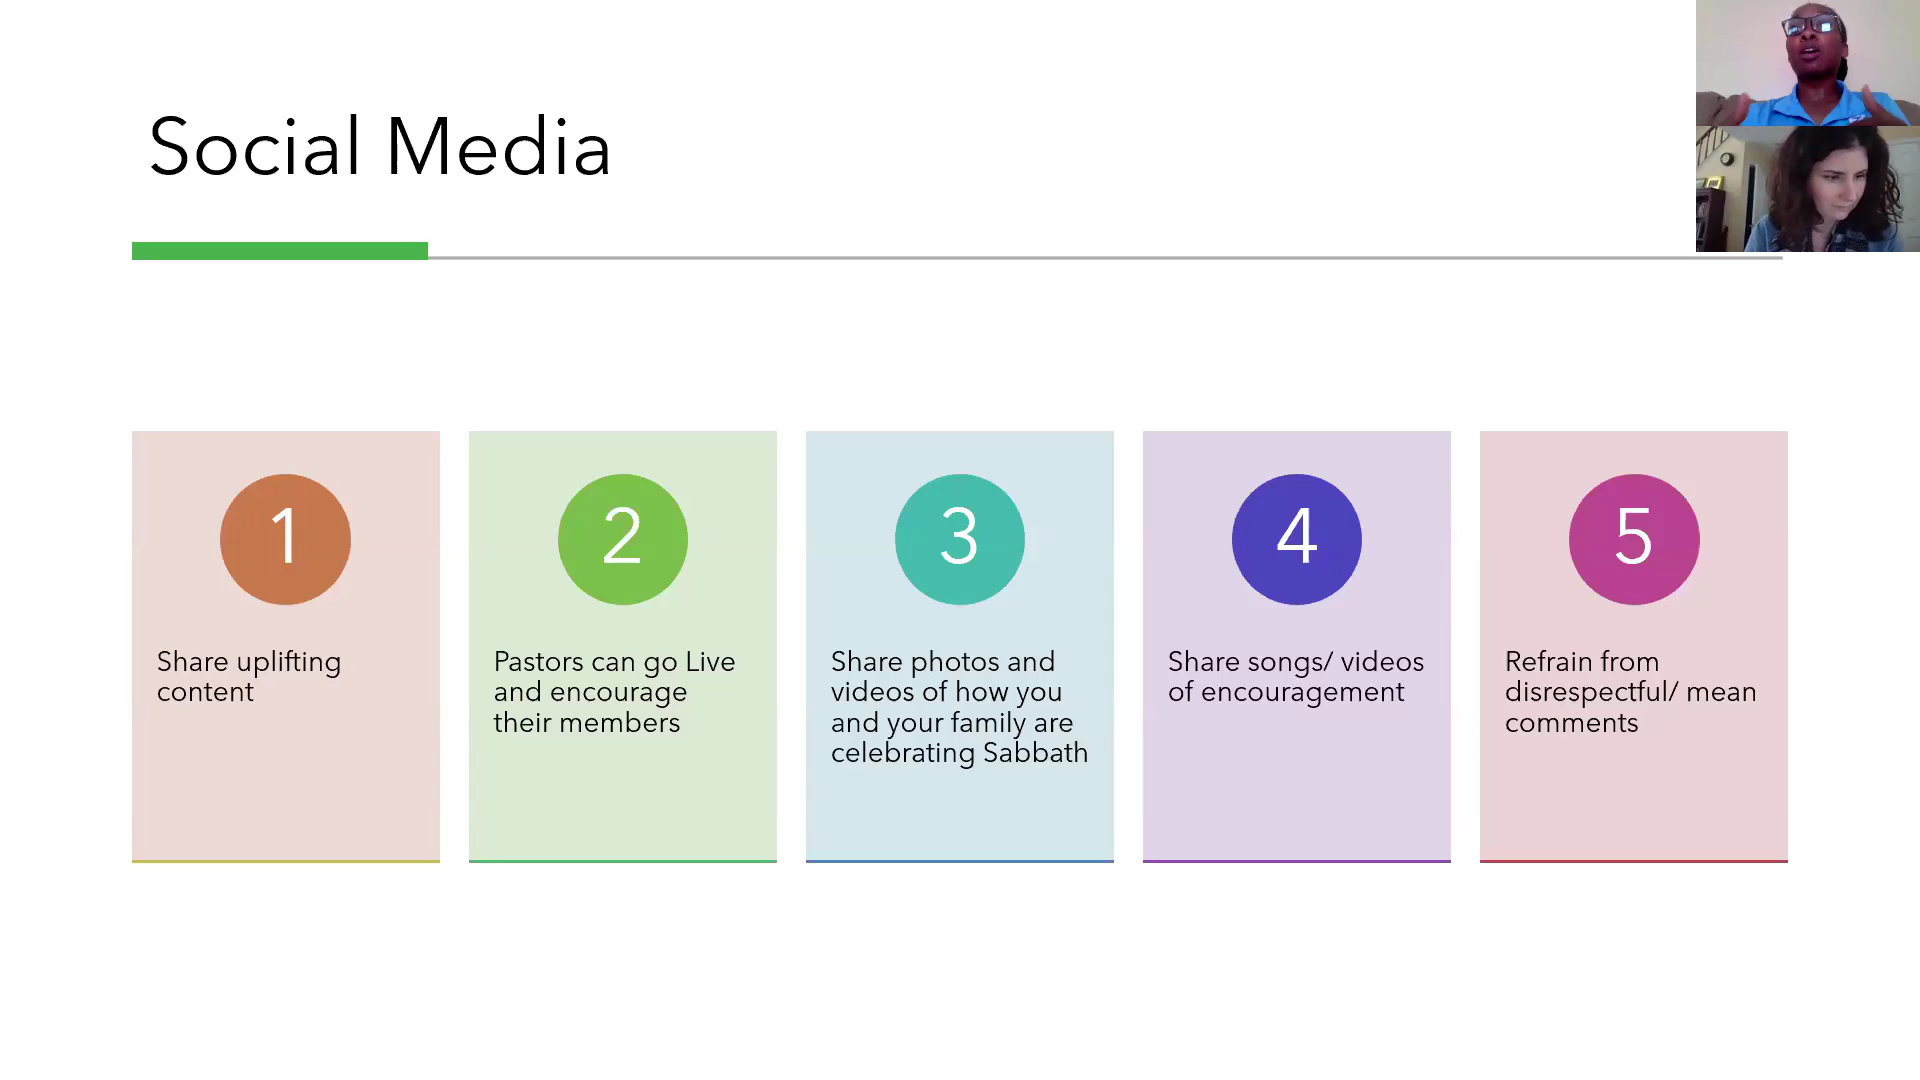 Social Media
1
Share uplifting
content
2
Pastors can go Live
and encourage
their members
3
Share photos and
videos of how you
and your family are
celebrating Sabbath
4
Share songs/ videos
of encouragement
5
Refrain from
disrespectful/ mean
comments